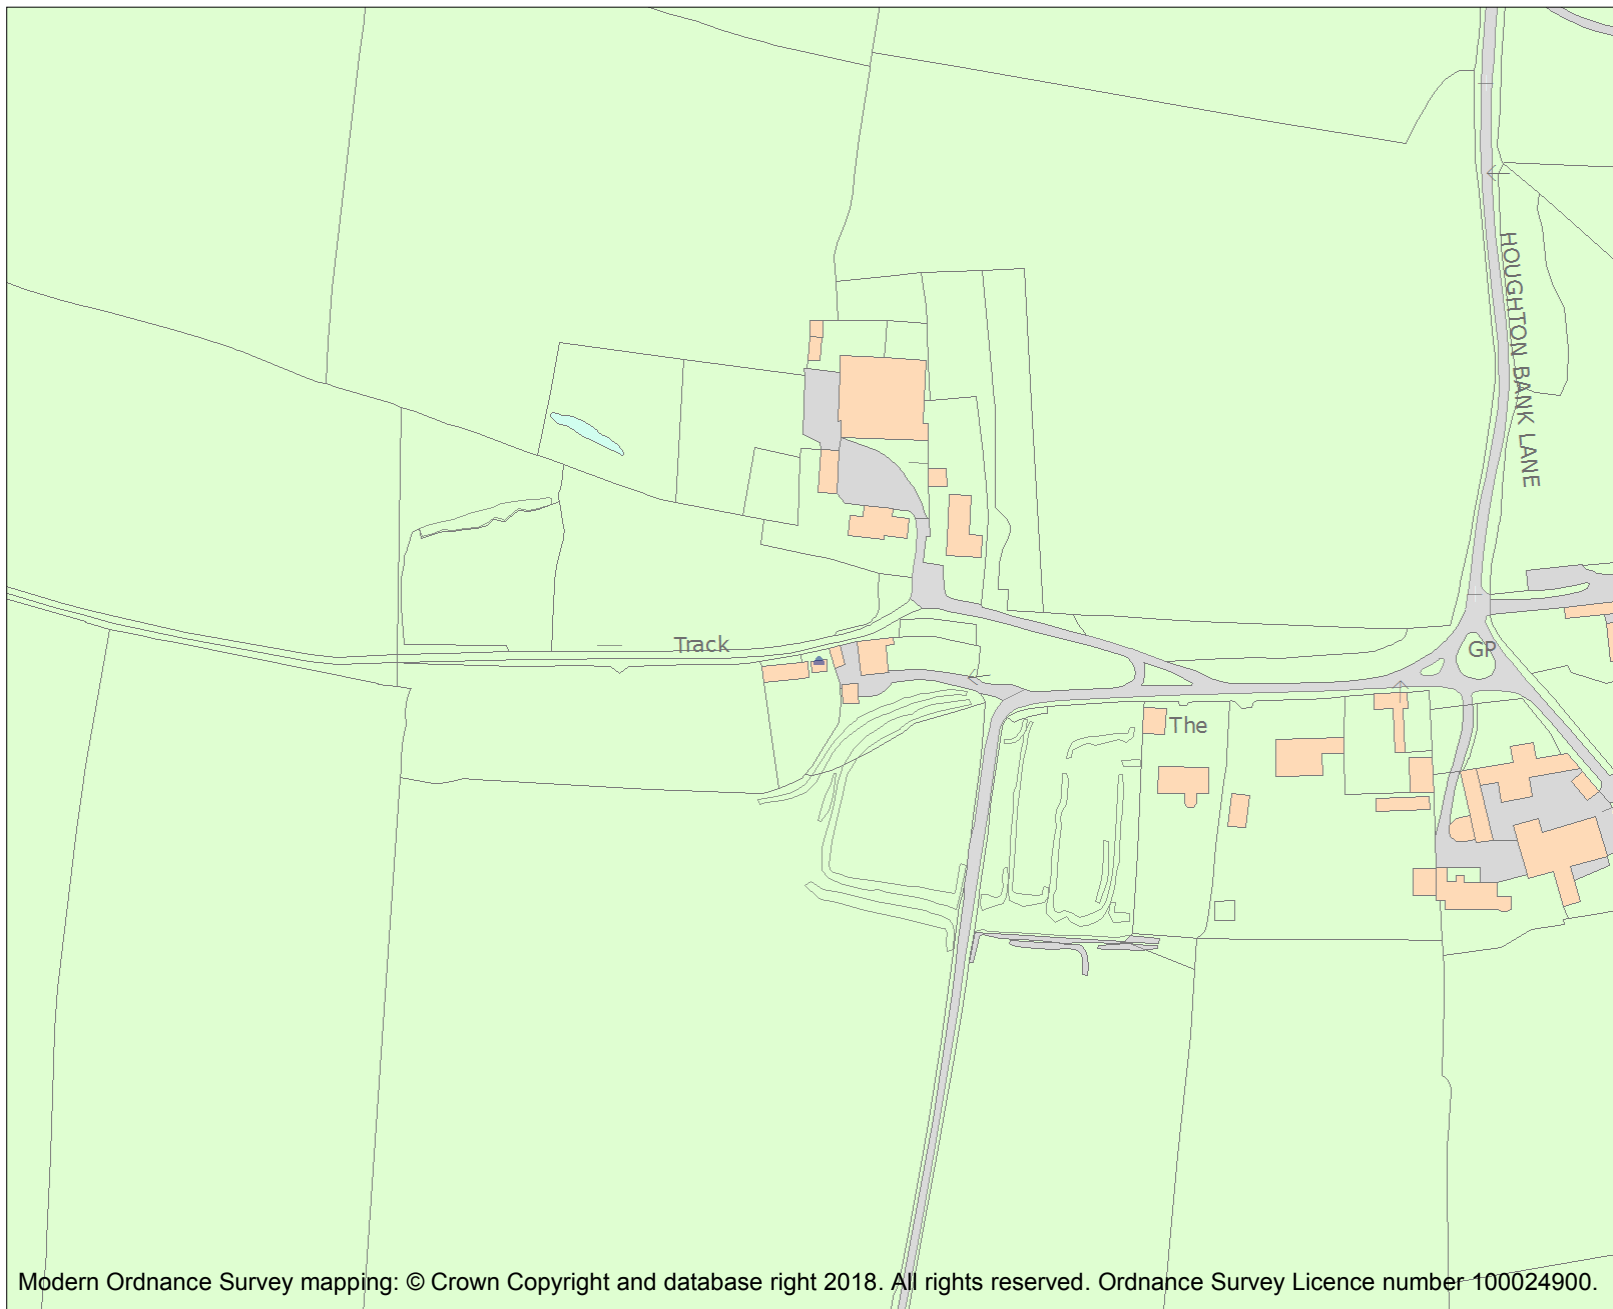 HOUGHTON BANK LANE
Track
GP
The
Modern Ordnance Survey mapping: © Crown Copyright and database right 2018. All rights reserved. Ordnance Survey Licence number 100024900.